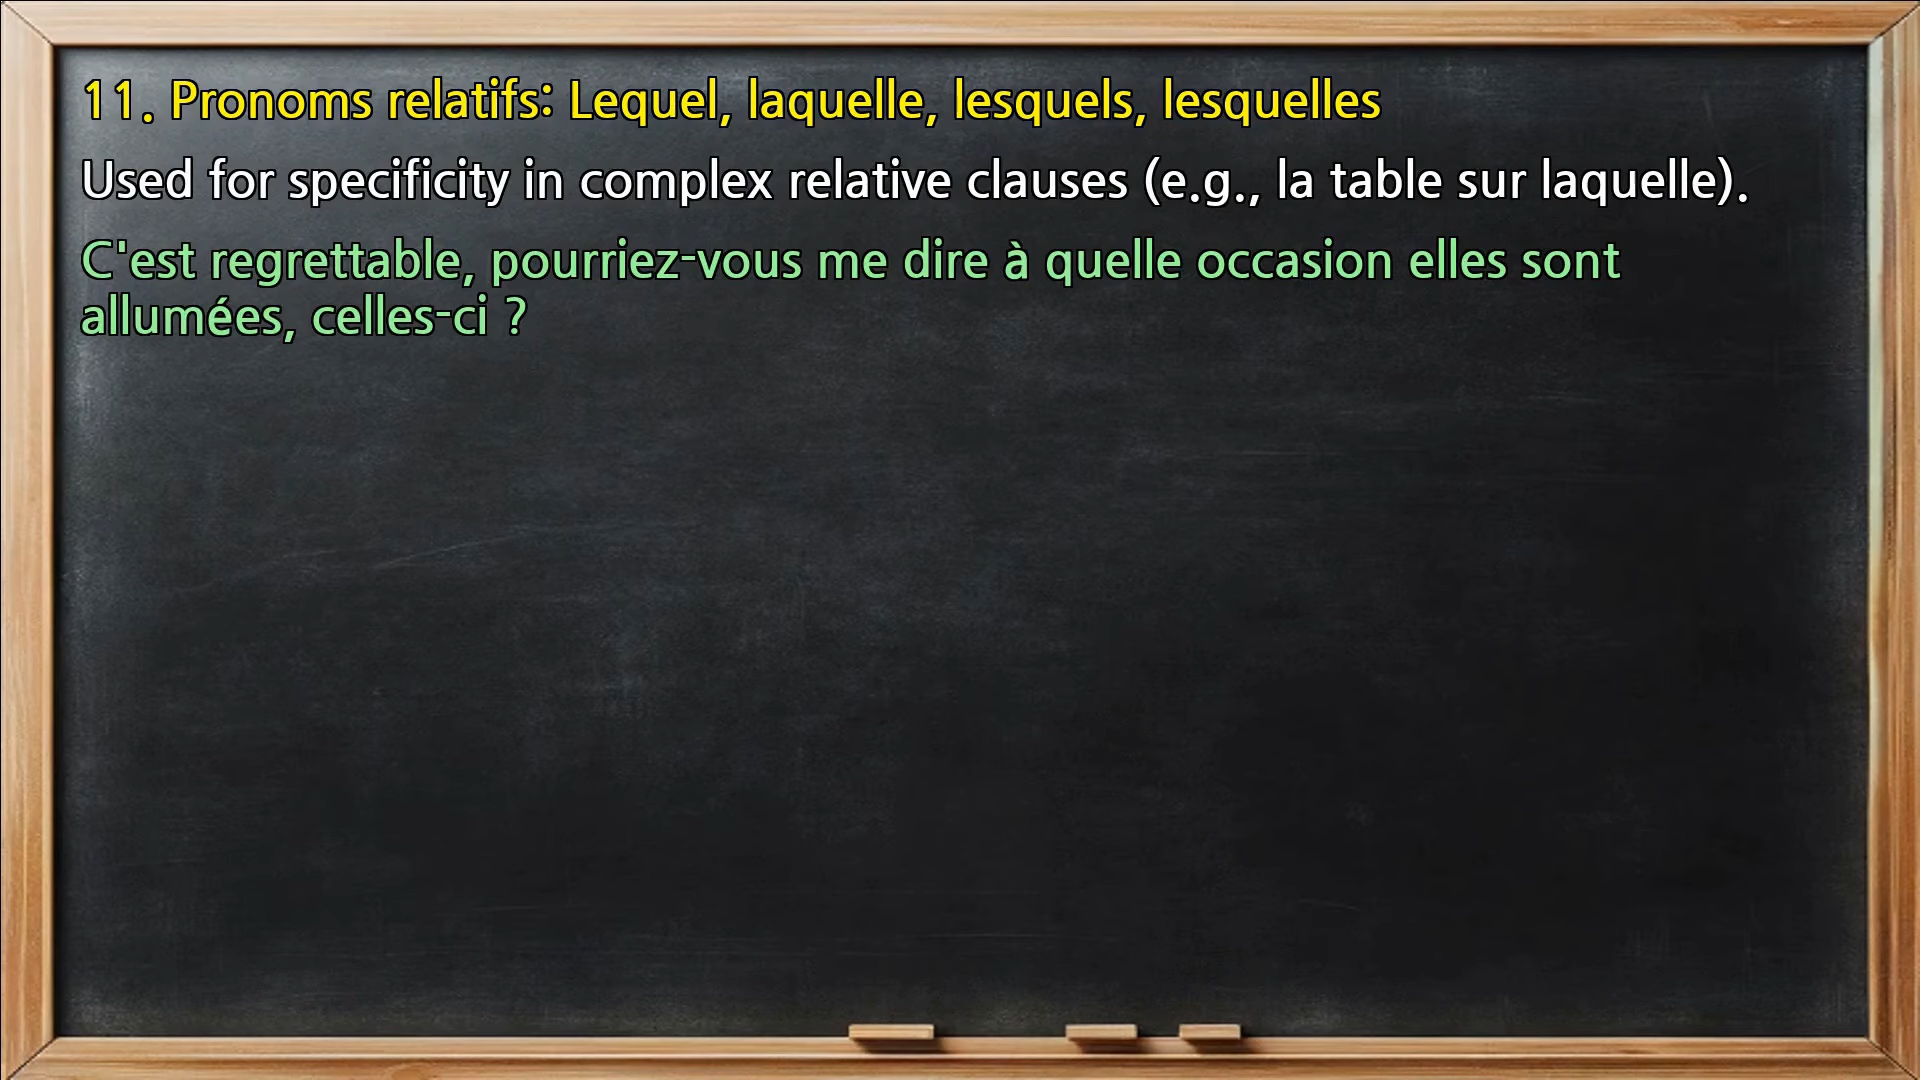 11. Pronoms relatifs: Lequel, laquelle, lesquels, lesquelles
Used for specificity in complex relative clauses (e.g., la table sur laquelle).
C'est regrettable, pourriez-vous me dire à quelle occasion elles sont
allumées, celles-ci ?